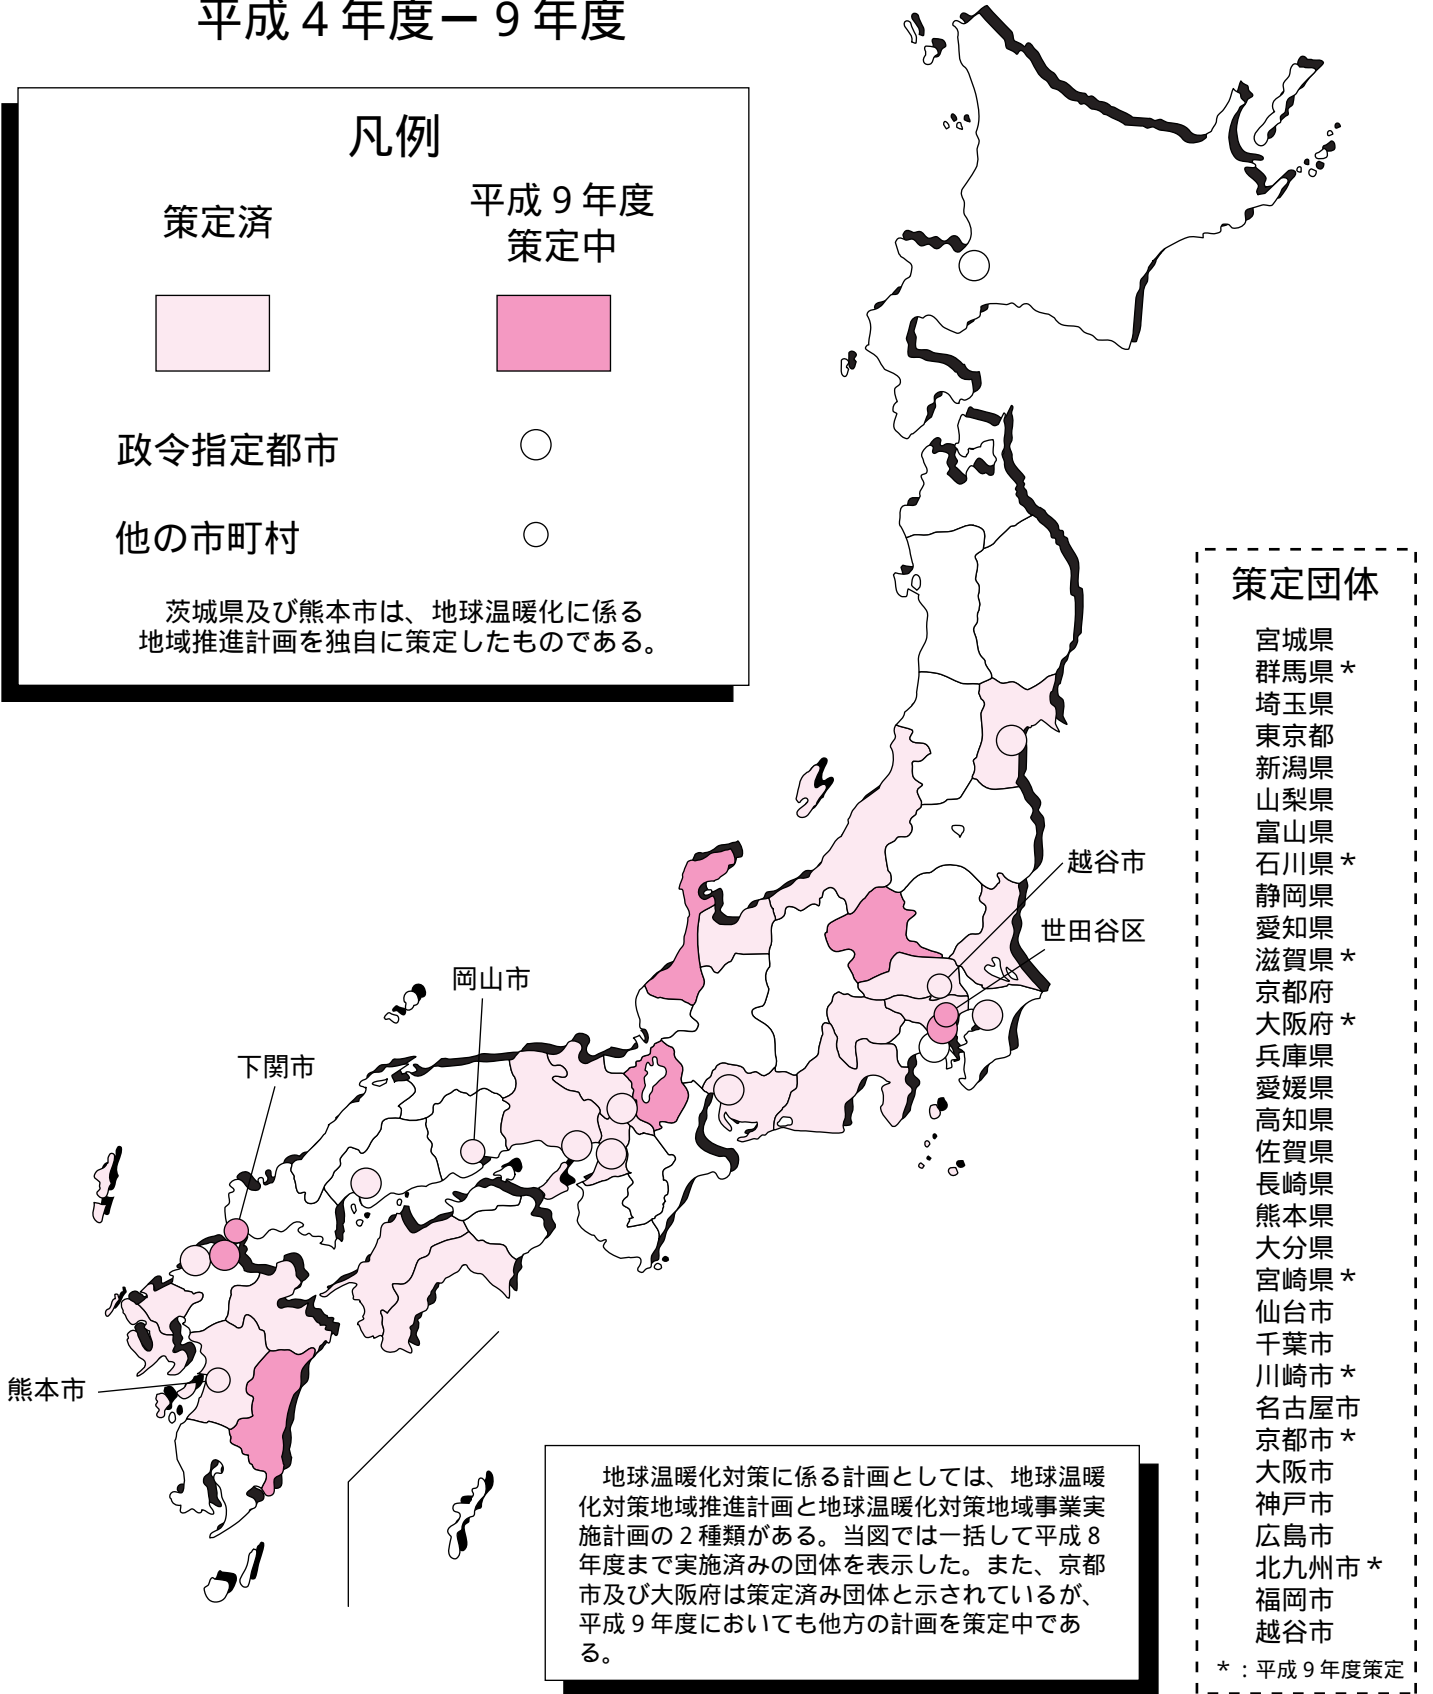 平成４年度ー９年度
凡例
策定済
平成９年度
策定中
政令指定都市
他の市町村
茨城県及び熊本市は、地球温暖化に係る
地域推進計画を独自に策定したものである。
越谷市
世田谷区
岡山市
下関市
熊本市
策定団体
宮城県
群馬県＊
埼玉県
東京都
新潟県
山梨県
富山県
石川県＊
静岡県
愛知県
滋賀県＊
京都府
大阪府＊
兵庫県
愛媛県
高知県
佐賀県
長崎県
熊本県
大分県
宮崎県＊
仙台市
千葉市
川崎市＊
名古屋市
京都市＊
大阪市
神戸市
広島市
北九州市＊
福岡市
越谷市
＊：平成９年度策定
地球温暖化対策に係る計画としては、地球温暖
化対策地域推進計画と地球温暖化対策地域事業実
施計画の２種類がある。当図では一括して平成８
年度まで実施済みの団体を表示した。また、京都
市及び大阪府は策定済み団体と示されているが、
平成９年度においても他方の計画を策定中であ
る。